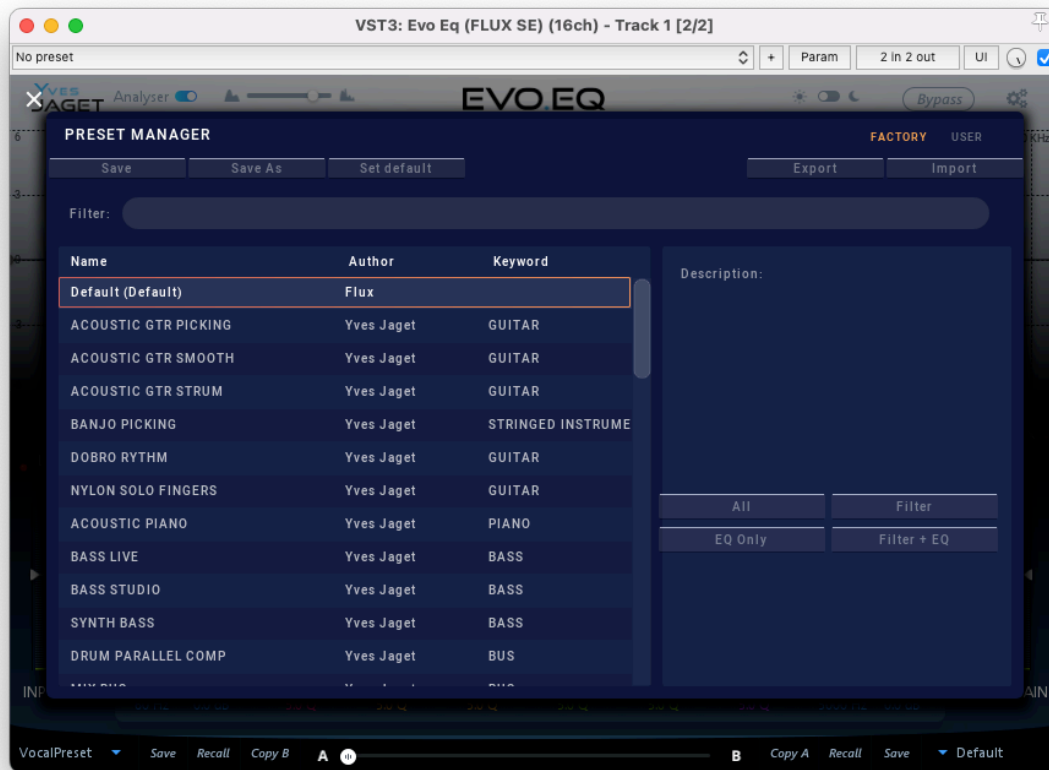 VST3: Evo Eq (FLUX SE) (16ch) - Track 1 [2/2]
No preset + Param 2 in 2 out UI
YVES JAGET Analyser EVO.EQ Bypass
PRESET MANAGER FACTORY USER
6 KHz
Save Save As Set default Export Import
Filter:
Name Author Keyword
Description:
Default (Default) Flux
ACOUSTIC GTR PICKING Yves Jaget GUITAR
ACOUSTIC GTR SMOOTH Yves Jaget GUITAR
ACOUSTIC GTR STRUM Yves Jaget GUITAR
BANJO PICKING Yves Jaget STRINGED INSTRUME
DOBRO RYTHM Yves Jaget GUITAR
NYLON SOLO FINGERS Yves Jaget GUITAR
All Filter
ACOUSTIC PIANO Yves Jaget PIANO
EQ Only Filter + EQ
BASS LIVE Yves Jaget BASS
BASS STUDIO Yves Jaget BASS
SYNTH BASS Yves Jaget BASS
DRUM PARALLEL COMP Yves Jaget BUS
INP AIN
VocalPreset Save Recall Copy B A B Copy A Recall Save Default